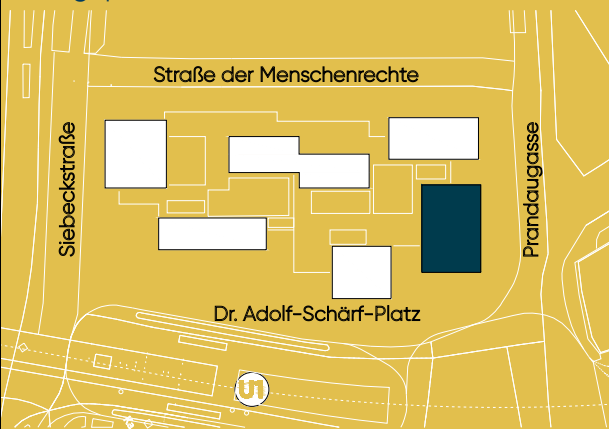 Straße der Menschenrechte
Siebeckstraße
Prandaugasse
Dr. Adolf-Schärf-Platz
U1